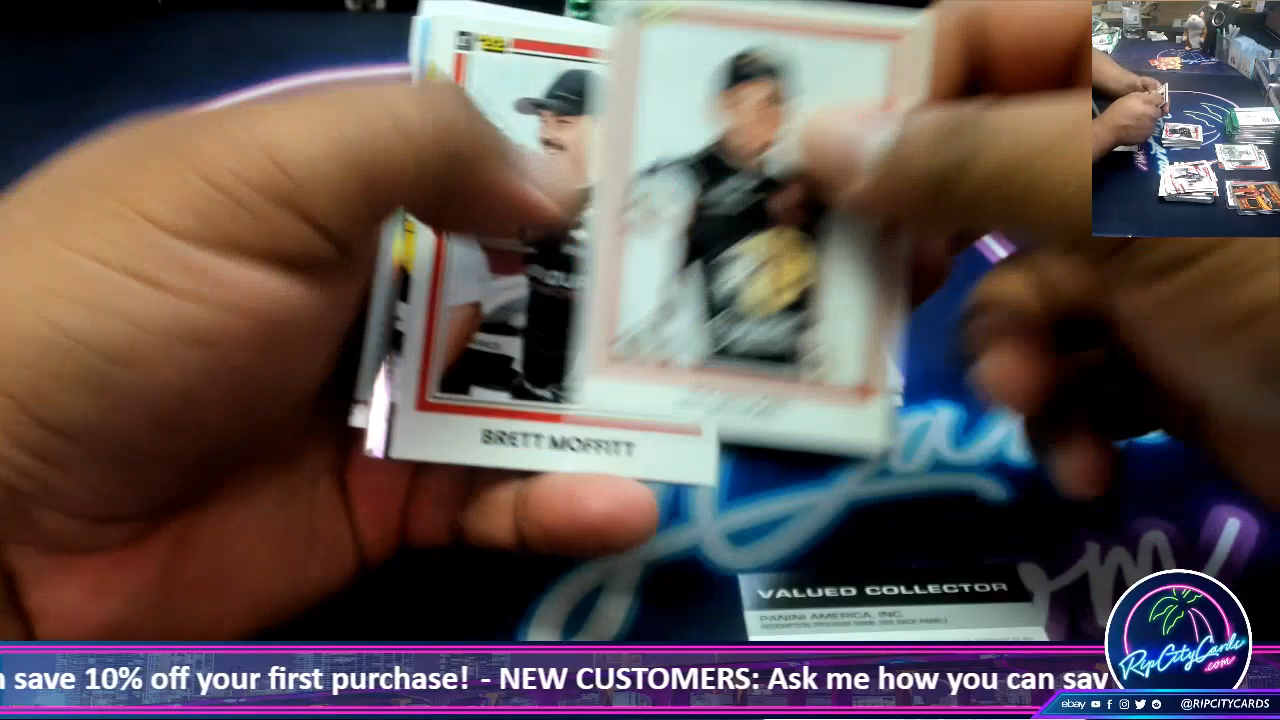 '22
BRETT MOFFITT
VALUED COLLECTOR
PANINI AMERICA, INC.
save 10% off your first purchase! - NEW CUSTOMERS: Ask me how you can sav
RipCityCards
.com
ebay
@RIPCITYCARDS